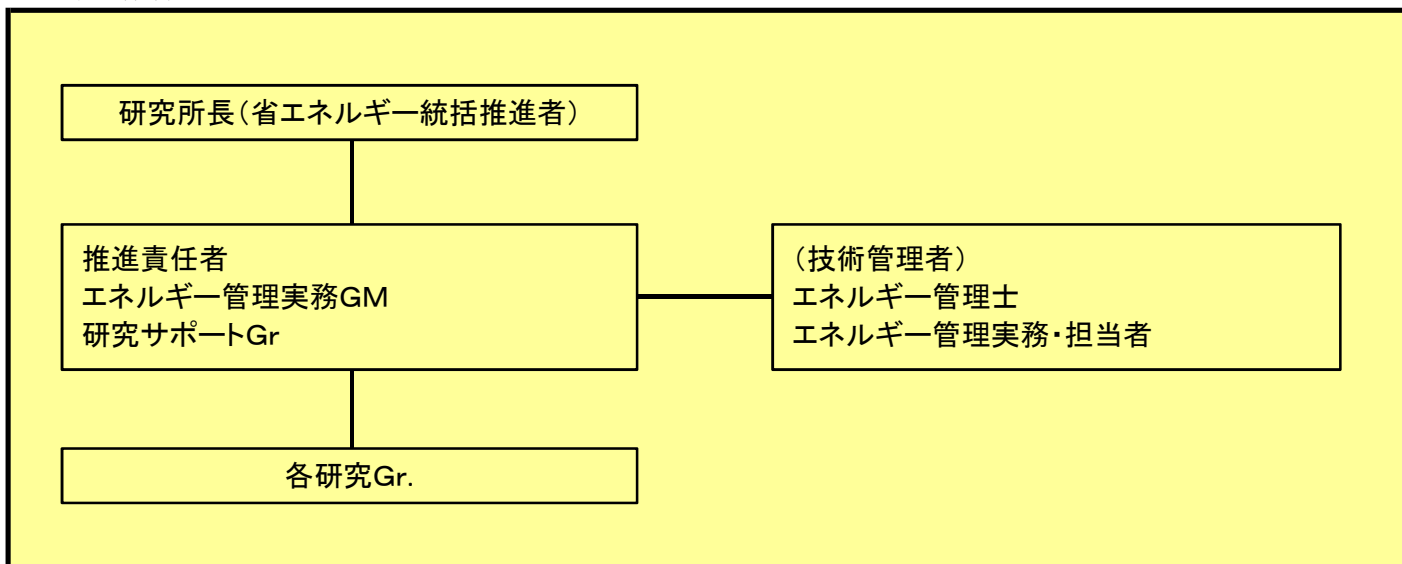 研究所長（省エネルギー統括推進者）
推進責任者
エネルギー管理実務GM
研究サポートGr
（技術管理者）
エネルギー管理士
エネルギー管理実務・担当者
各研究Gr.